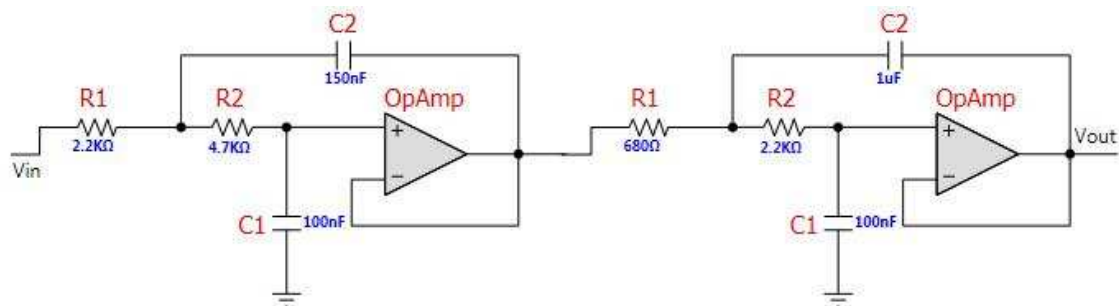 C2
150nF
R1
2.2KΩ
R2
4.7KΩ
OpAmp
+
−
Vin
C1
100nF
C2
1uF
R1
680Ω
R2
2.2KΩ
OpAmp
+
−
Vout
C1
100nF